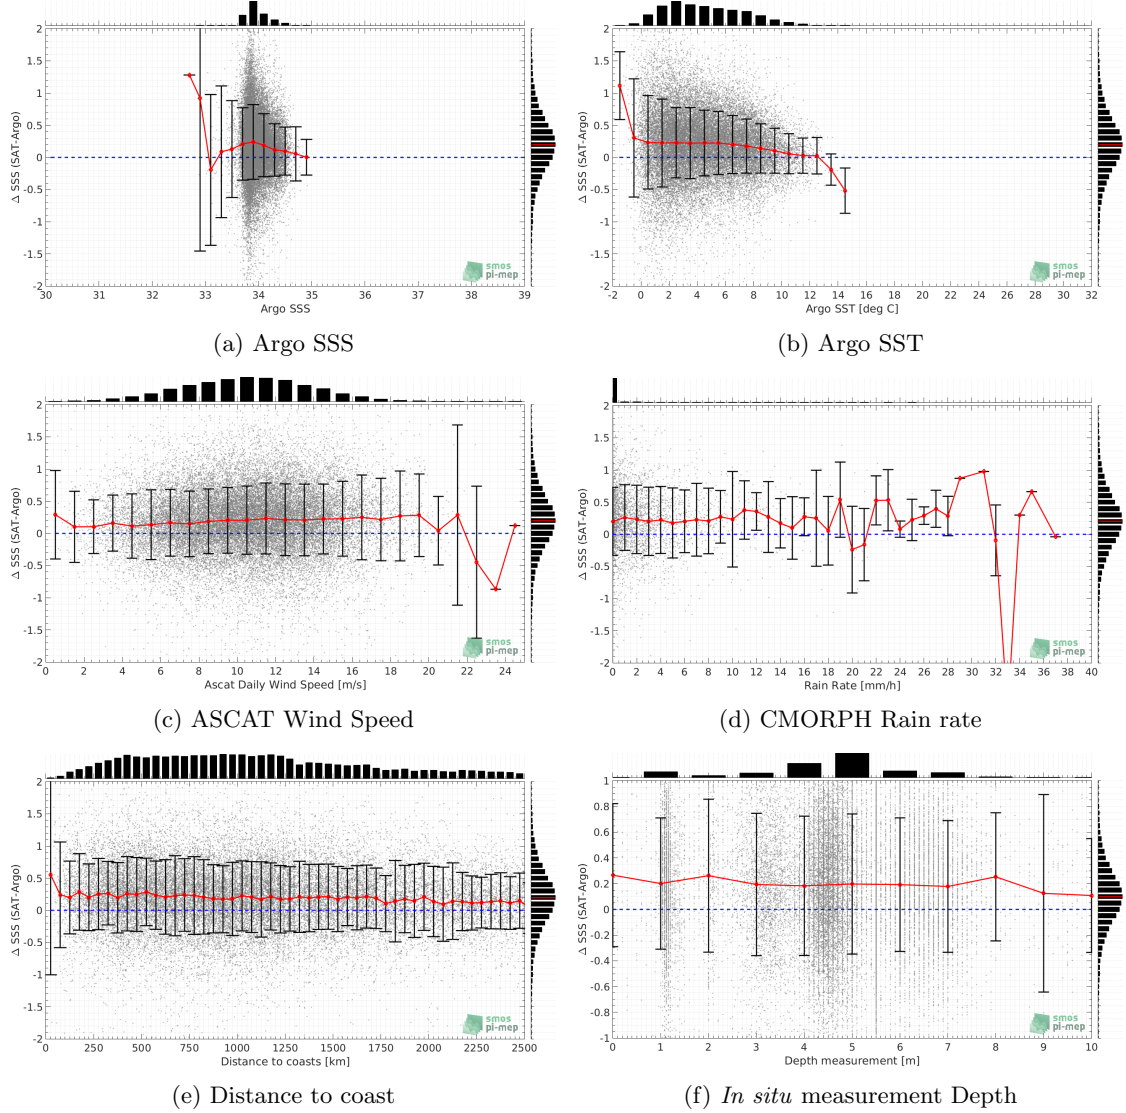 2
1.5
1
0.5
0
-0.5
-1
-1.5
-2
Δ SSS (SAT-Argo)
30 31 32 33 34 35 36 37 38 39
Argo SSS
smos
pi-mep
(a) Argo SSS
2
1.5
1
0.5
0
-0.5
-1
-1.5
-2
Δ SSS (SAT-Argo)
-2 0 2 4 6 8 10 12 14 16 18 20 22 24 26 28 30 32
Argo SST [deg C]
smos
pi-mep
(b) Argo SST
2
1.5
1
0.5
0
-0.5
-1
-1.5
-2
Δ SSS (SAT-Argo)
0 2 4 6 8 10 12 14 16 18 20 22 24
Ascat Daily Wind Speed [m/s]
smos
pi-mep
(c) ASCAT Wind Speed
2
1.5
1
0.5
0
-0.5
-1
-1.5
-2
Δ SSS (SAT-Argo)
0 2 4 6 8 10 12 14 16 18 20 22 24 26 28 30 32 34 36 38 40
Rain Rate [mm/h]
smos
pi-mep
(d) CMORPH Rain rate
2
1.5
1
0.5
0
-0.5
-1
-1.5
-2
Δ SSS (SAT-Argo)
250 500 750 1000 1250 1500 1750 2000 2250 2500
Distance to coasts [km]
smos
pi-mep
(e) Distance to coast
1
0.8
0.6
0.4
0.2
0
-0.2
-0.4
-0.6
-0.8
-1
Δ SSS (SAT-Argo)
0 1 2 3 4 5 6 7 8 9 10
Depth measurement [m]
smos
pi-mep
(f) In situ measurement Depth